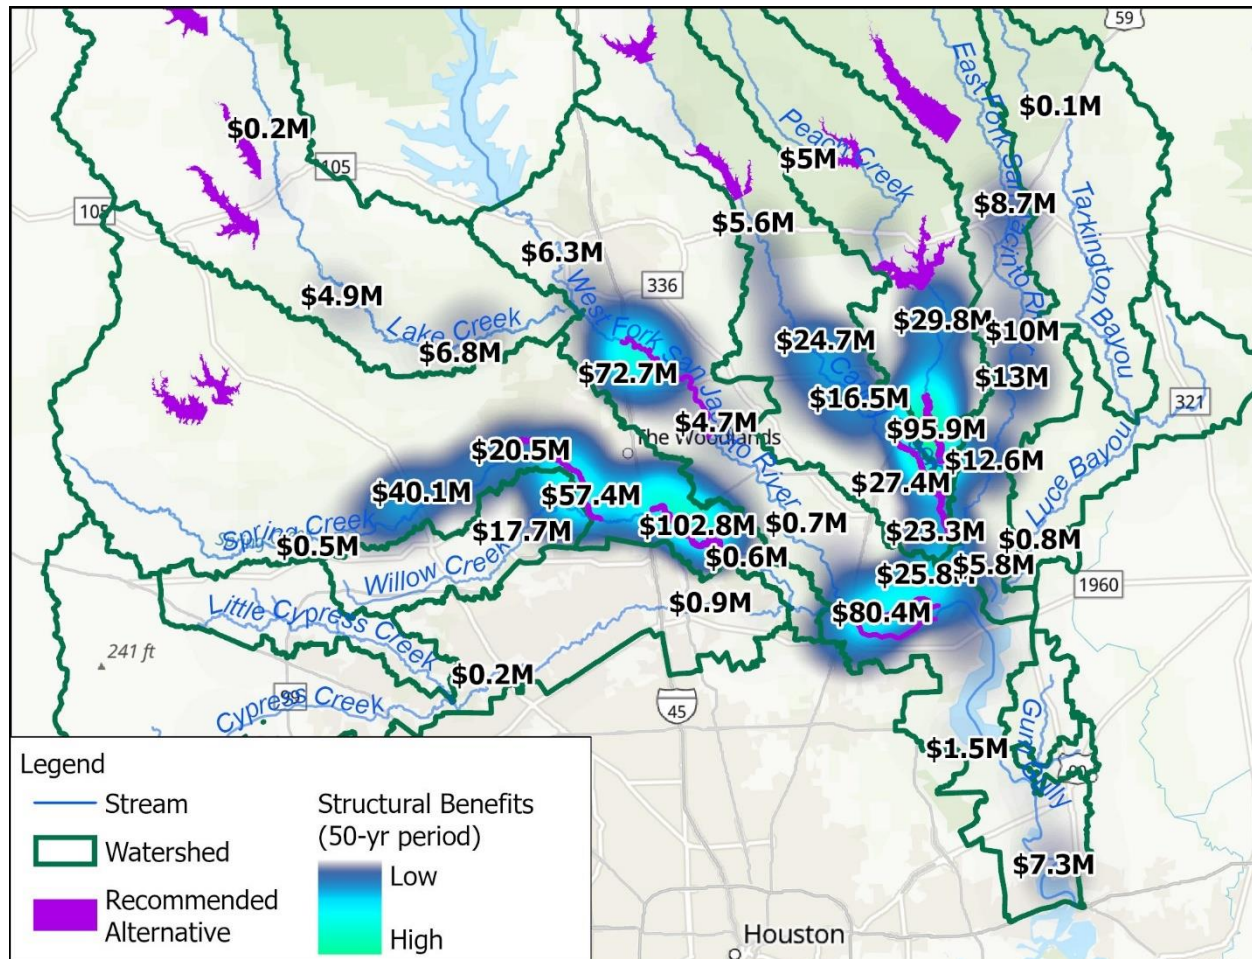 59
$0.1M
$0.2M
East Fork San Jacinto River
Peach Creek
$5M
105
105
$8.7M
Tarkington Bayou
$5.6M
$6.3M
336
$4.9M
West Fork San Jacinto River
Lake Creek
$29.8M
$10M
$24.7M
$6.8M
$72.7M
$13M
$16.5M
321
$4.7M
$95.9M
The Woodlands
Luce Bayou
$20.5M
$12.6M
$40.1M
$57.4M
$27.4M
Spring Creek
$17.7M
$102.8M
$0.7M
$23.3M
$0.8M
$0.5M
$0.6M
$5.8M
$25.8M
Willow Creek
1960
$0.9M
$80.4M
Little Cypress Creek
241 ft
$0.2M
99
Cypress Creek
45
$1.5M
Gum Gully
90
$7.3M
Houston
Legend
Stream
Watershed
Recommended
Alternative
Structural Benefits
(50-yr period)
Low
High